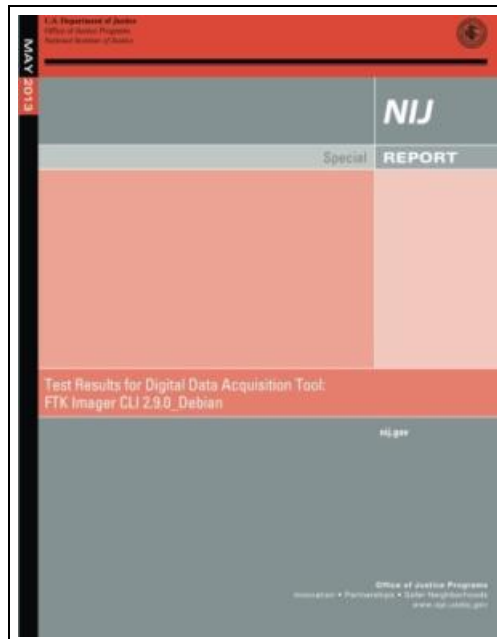 U.S. Department of Justice
Office of Justice Programs
National Institute of Justice
MAY 2013
NIJ
Special REPORT
Test Results for Digital Data Acquisition Tool:
FTK Imager CLI 2.9.0_Debian
nij.gov
Office of Justice Programs
Innovation • Partnerships • Safer Neighborhoods
www.ojp.usdoj.gov